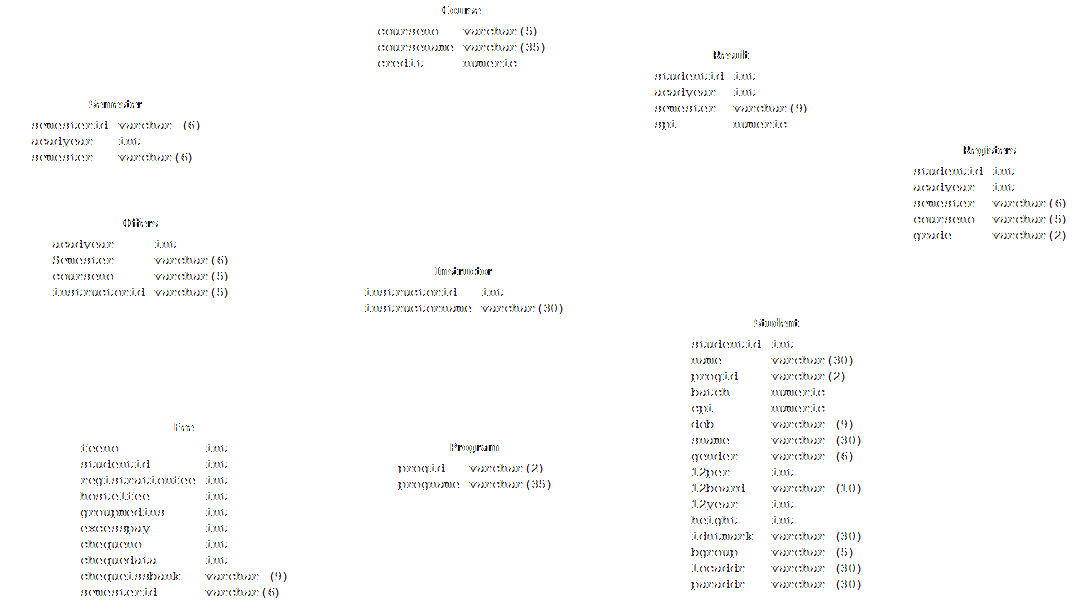 Course
courseno varchar(5)
coursename varchar(35)
credit numeric
Result
studentid int
acadyear int
semester varchar(9)
spi numeric
Semester
semesterid varchar (6)
acadyear int
semester varchar(6)
Registers
studentid int
acadyear int
semester varchar(6)
courseno varchar(5)
grade varchar(2)
Offers
acadyear int
Semester varchar(6)
courseno varchar(5)
instructorid varchar(5)
Instructor
instructorid int
instructorname varchar(30)
Student
studentid int
name varchar(30)
progid varchar(2)
batch numeric
cpi numeric
dob varchar (9)
sname varchar (30)
gender varchar (6)
12per int
12board varchar (10)
12year int
height int
idnmark varchar (30)
bgroup varchar (5)
locaddr varchar (30)
paraddr varchar (30)
Fee
feeno int
studentid int
registrationfee int
hostelfee int
groupmedins int
excesspay int
chequeno int
chequedata int
chequeissbank varchar (9)
semesterid varchar(6)
Program
progid varchar(2)
progname varchar(35)